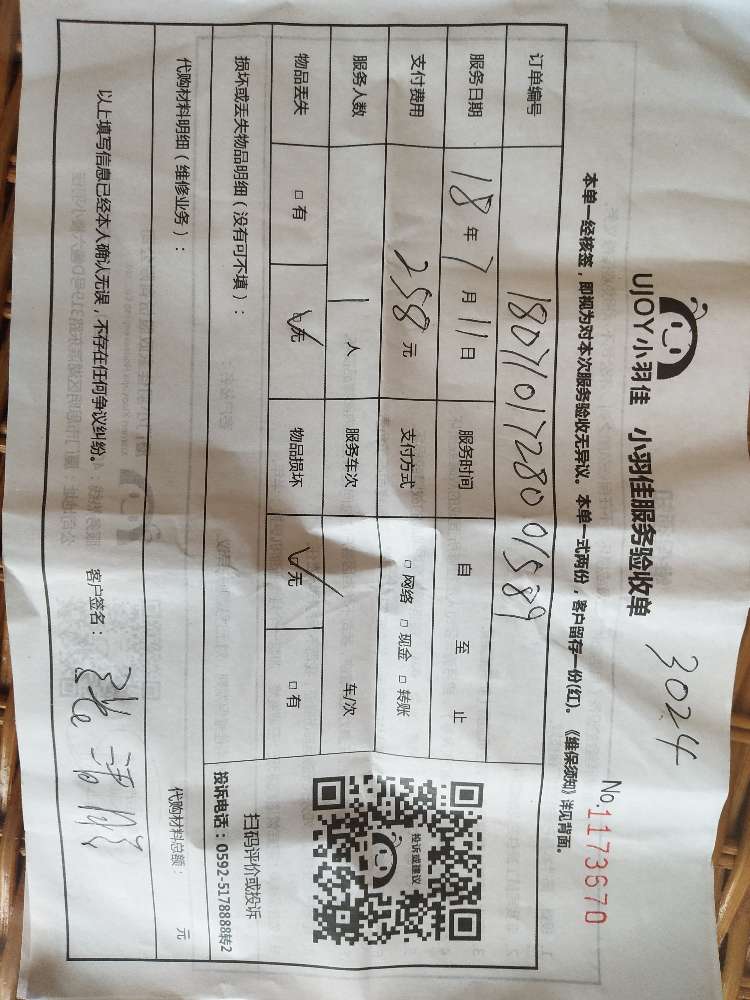 3024
UJOY小羽佳 小羽佳服务验收单
No.1173670
本单一经核签，即视为对本次服务验收无异议。本单一式两份，客户留存一份(红)。《维保须知》详见背面。
订单编号 1807101728001589
服务日期 18年7月11日 服务时间 自 至 止
支付费用 258元 支付方式 □网络 □现金 □转账
服务人数 1人 服务车次 车/次
物品丢失 □有 ☑无 物品损坏 ☑无 □有
投诉或建议
扫码评价或投诉
投诉电话：0592-5178888转2
损坏或丢失物品明细（没有可不填）：
代购材料明细（维修业务）：
代购材料总额： 元
以上填写信息已经本人确认无误，不存在任何争议纠纷。 客户签名：